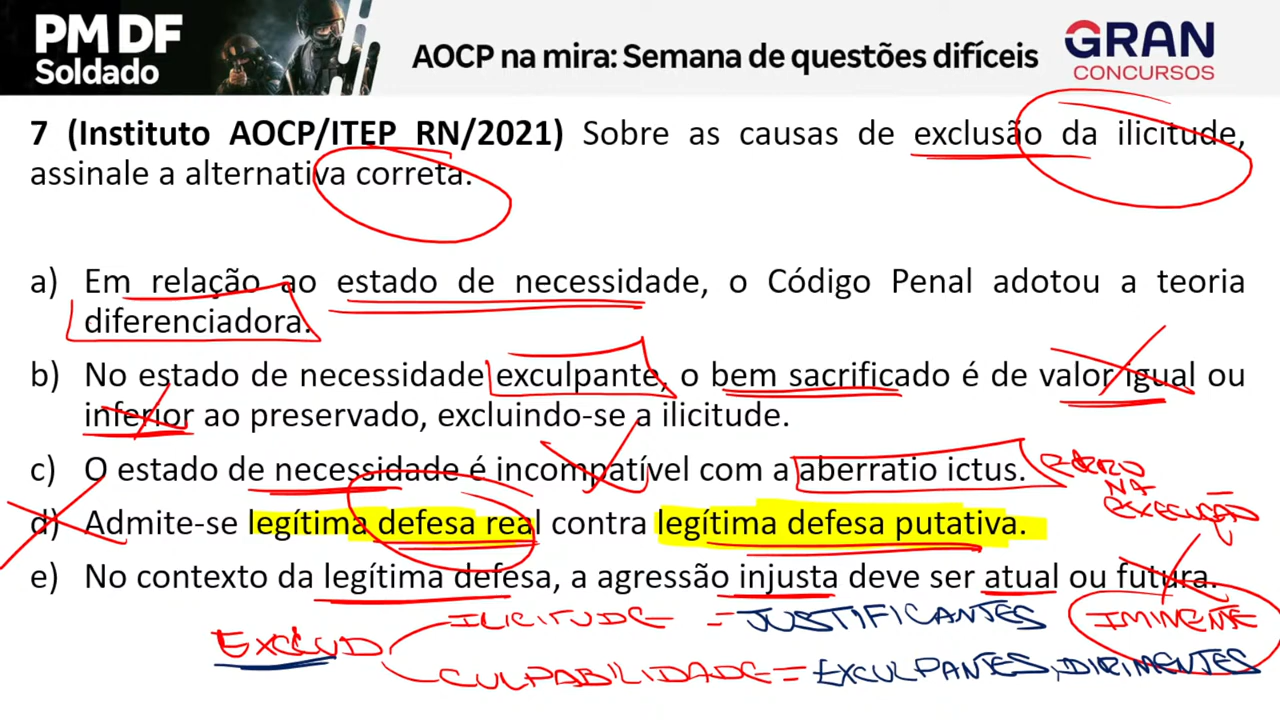 PM DF
Soldado
AOCP na mira: Semana de questões difíceis
GRAN
CONCURSOS
7 (Instituto AOCP/ITEP RN/2021) Sobre as causas de exclusão da ilicitude,
assinale a alternativa correta.
a) Em relação ao estado de necessidade, o Código Penal adotou a teoria
diferenciadora.
b) No estado de necessidade exculpante, o bem sacrificado é de valor igual ou
inferior ao preservado, excluindo-se a ilicitude.
c) O estado de necessidade é incompatível com a aberratio ictus.
ERRO
NA
EXECUÇÃO
d) Admite-se legítima defesa real contra legítima defesa putativa.
e) No contexto da legítima defesa, a agressão injusta deve ser atual ou futura.
ILICITUDE = JUSTIFICANTES
IMINENTE
EXCLUD
CULPABILIDADE = EXCULPANTES, DIRIMENTES